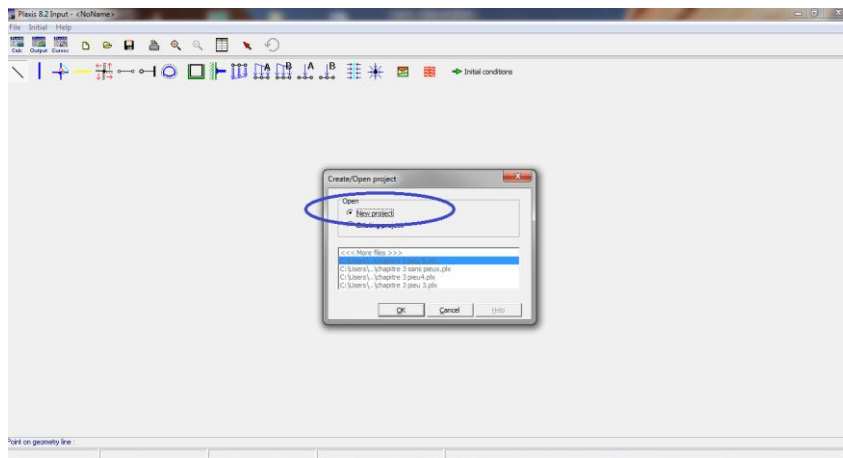 Plaxis 8.2 Input - <NoName>
File Initial Help
Calc Output Curves
A B A B Initial conditions
Create/Open project
Open
New project
Existing project
<<< More files >>>
C:\Users\..\chapitre 3 sans pieux.plx
C:\Users\..\chapitre 3 pieu4.plx
C:\Users\..\chapitre 3 pieu 3.plx
OK Cancel Help
Point on geometry line :